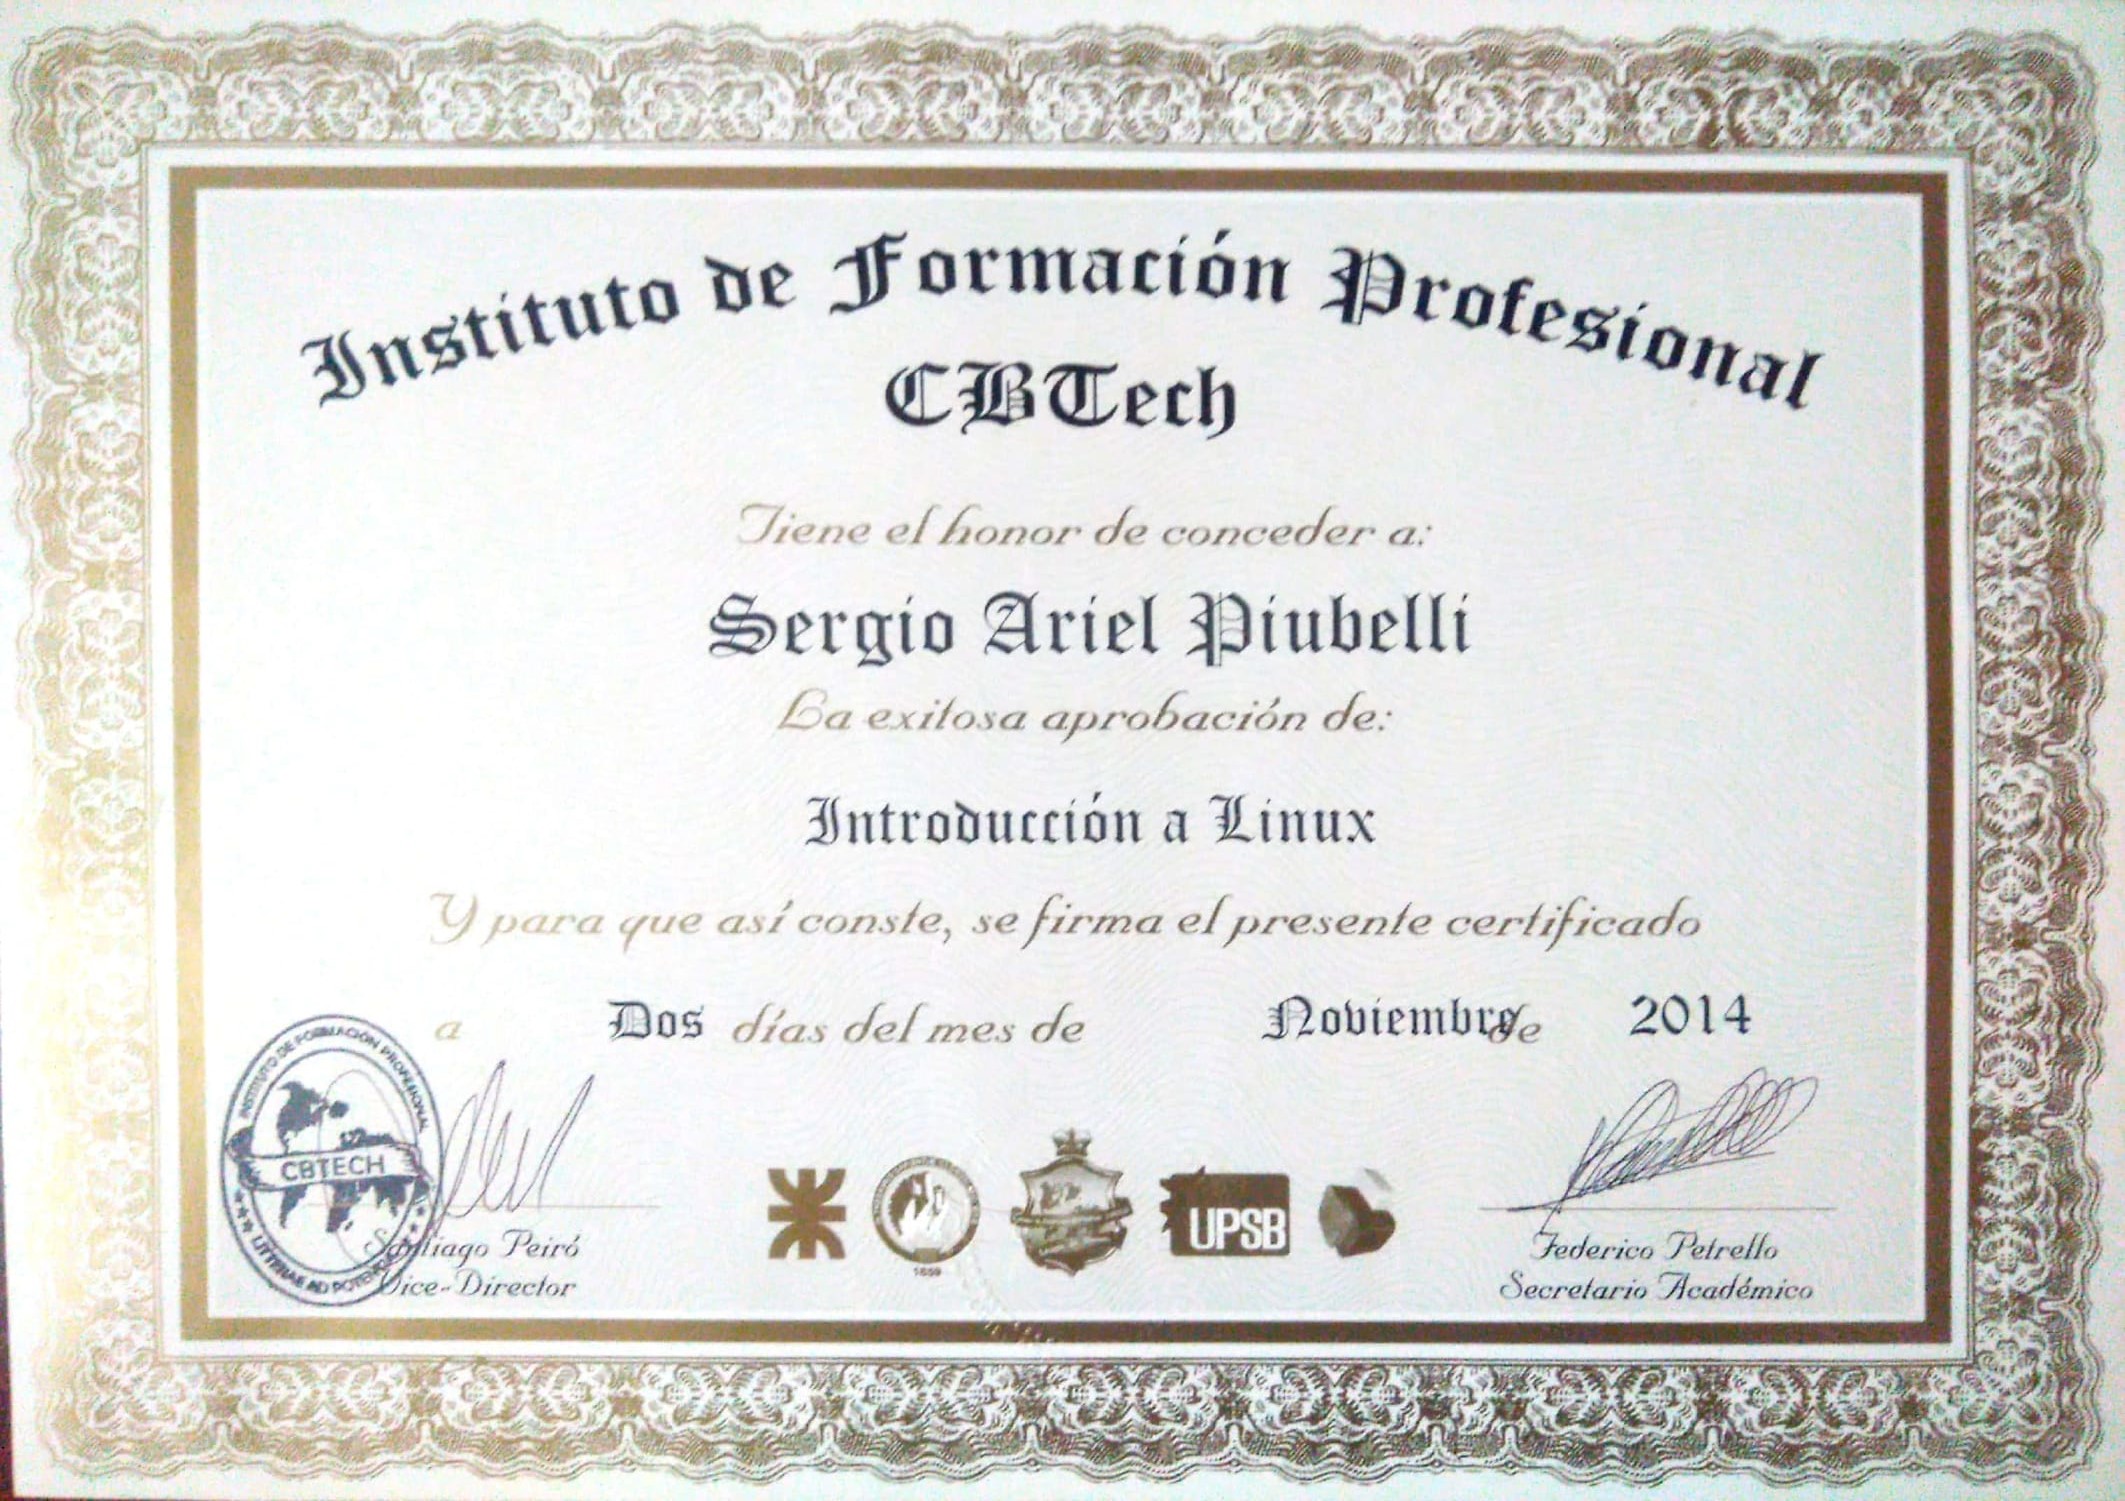 Instituto de Formación Profesional
CBTech
Tiene el honor de conceder a:
Sergio Ariel Piubelli
La exitosa aprobación de:
Introducción a Linux
Y para que así conste, se firma el presente certificado
a Dos días del mes de Noviembre de 2014
INSTITUTO DE FORMACIÓN PROFESIONAL
CBTECH
LITTERAE AD
UPSB
1859
Santiago Peiró
Vice-Director
Federico Petrello
Secretario Académico